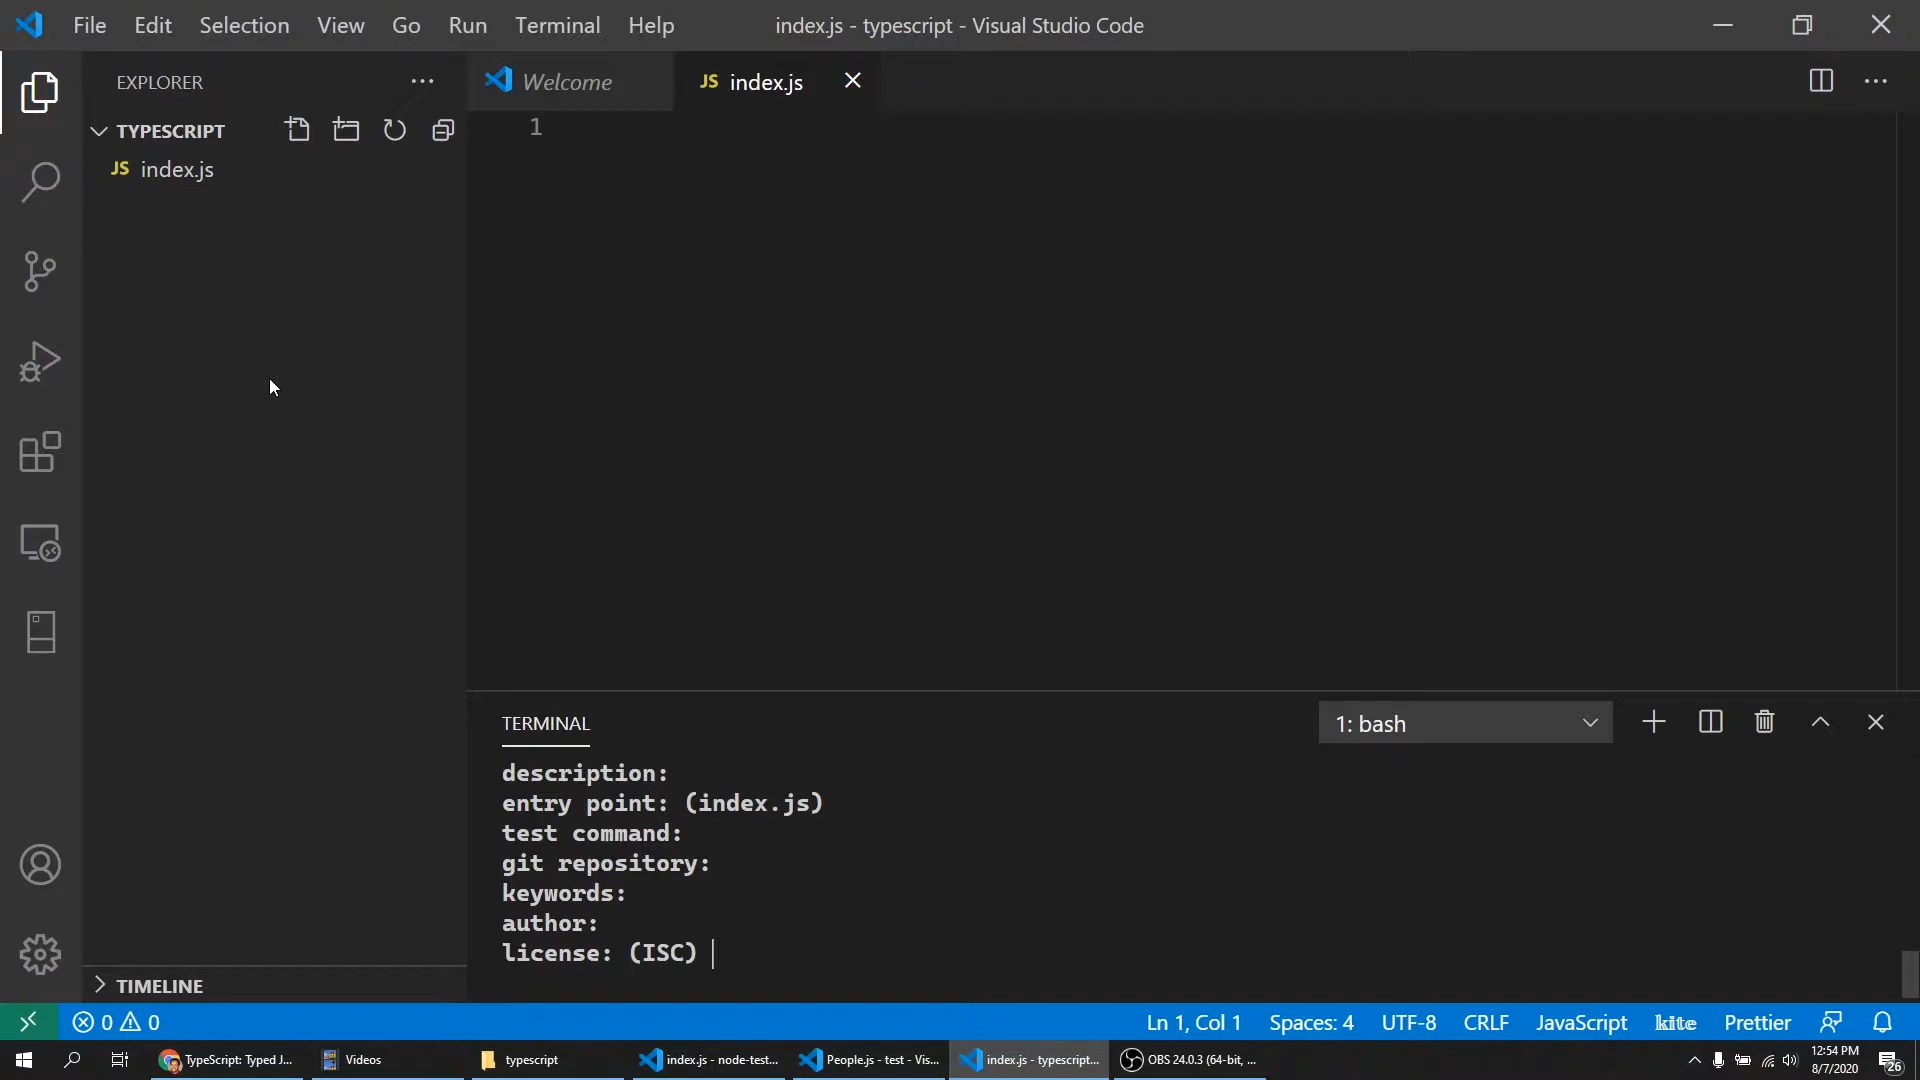 File Edit Selection View Go Run Terminal Help
index.js - typescript - Visual Studio Code
EXPLORER
Welcome
JS index.js
TYPESCRIPT
JS index.js
1
TERMINAL
1: bash
description:
entry point: (index.js)
test command:
git repository:
keywords:
author:
license: (ISC)
TIMELINE
0 0
Ln 1, Col 1 Spaces: 4 UTF-8 CRLF JavaScript kite Prettier
TypeScript: Typed J...
Videos
typescript
index.js - node-test...
People.js - test - Vis...
index.js - typescript...
OBS 24.0.3 (64-bit, ...
12:54 PM
8/7/2020
26